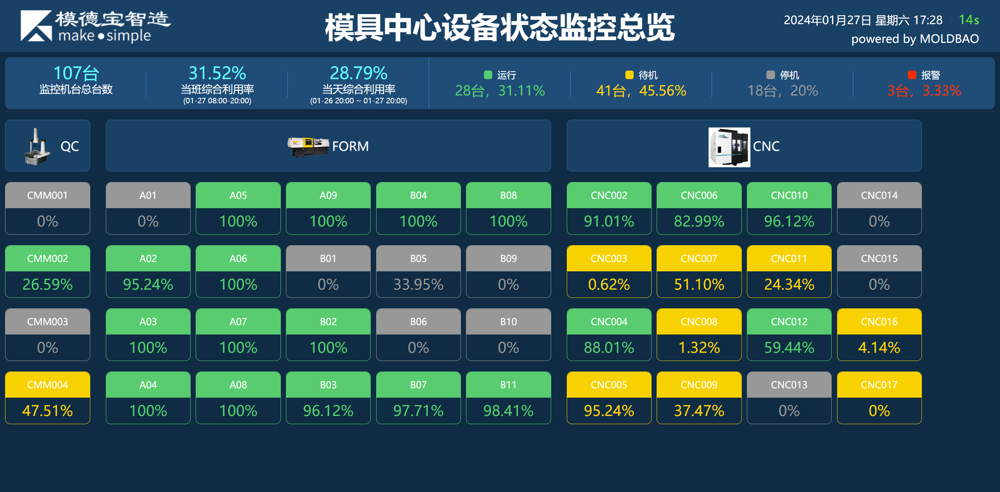 模德宝智造
make●simple
模具中心设备状态监控总览
2024年01月27日 星期六 17:28 14s
powered by MOLDBAO
107台
监控机台总台数
31.52%
当班综合利用率
(01-27 08:00-20:00)
28.79%
当天综合利用率
(01-26 20:00 ~ 01-27 20:00)
运行
28台，31.11%
待机
41台，45.56%
停机
18台，20%
报警
3台，3.33%
QC
FORM
CNC
CMM001 A01 A05 A09 B04 B08 CNC002 CNC006 CNC010 CNC014
0% 0% 100% 100% 100% 100% 91.01% 82.99% 96.12% 0%
CMM002 A02 A06 B01 B05 B09 CNC003 CNC007 CNC011 CNC015
26.59% 95.24% 100% 0% 33.95% 0% 0.62% 51.10% 24.34% 0%
CMM003 A03 A07 B02 B06 B10 CNC004 CNC008 CNC012 CNC016
0% 100% 100% 100% 0% 0% 88.01% 1.32% 59.44% 4.14%
CMM004 A04 A08 B03 B07 B11 CNC005 CNC009 CNC013 CNC017
47.51% 100% 100% 96.12% 97.71% 98.41% 95.24% 37.47% 0% 0%